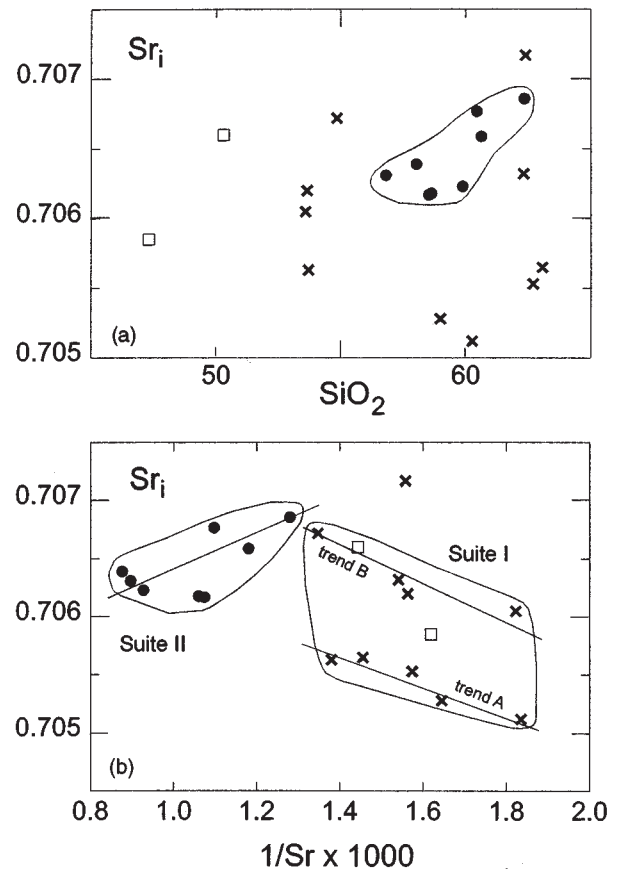 Srᵢ
0.707
0.706
0.705
(a)
50
60
SiO₂
Srᵢ
0.707
0.706
0.705
trend B
Suite I
Suite II
trend A
(b)
0.8
1.0
1.2
1.4
1.6
1.8
2.0
1/Sr x 1000